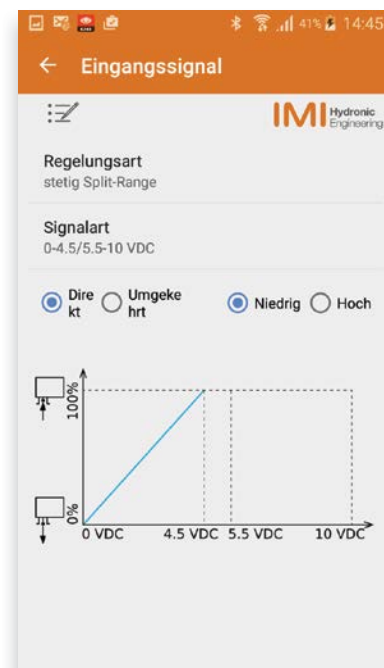 41% 14:45
Eingangssignal
IMI Hydronic
Engineering
Regelungsart
stetig Split-Range
Signalart
0-4.5/5.5-10 VDC
Dire
kt
Umgeke
hrt
Niedrig
Hoch
100%
0%
0 VDC 4.5 VDC 5.5 VDC 10 VDC